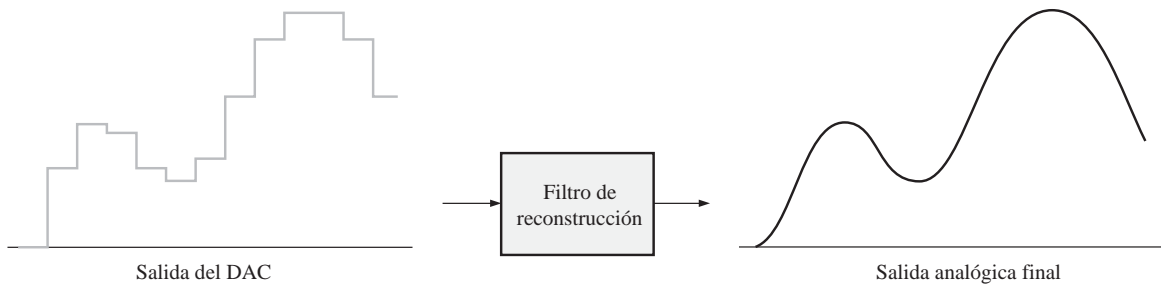 Filtro de
reconstrucción
Salida del DAC
Salida analógica final